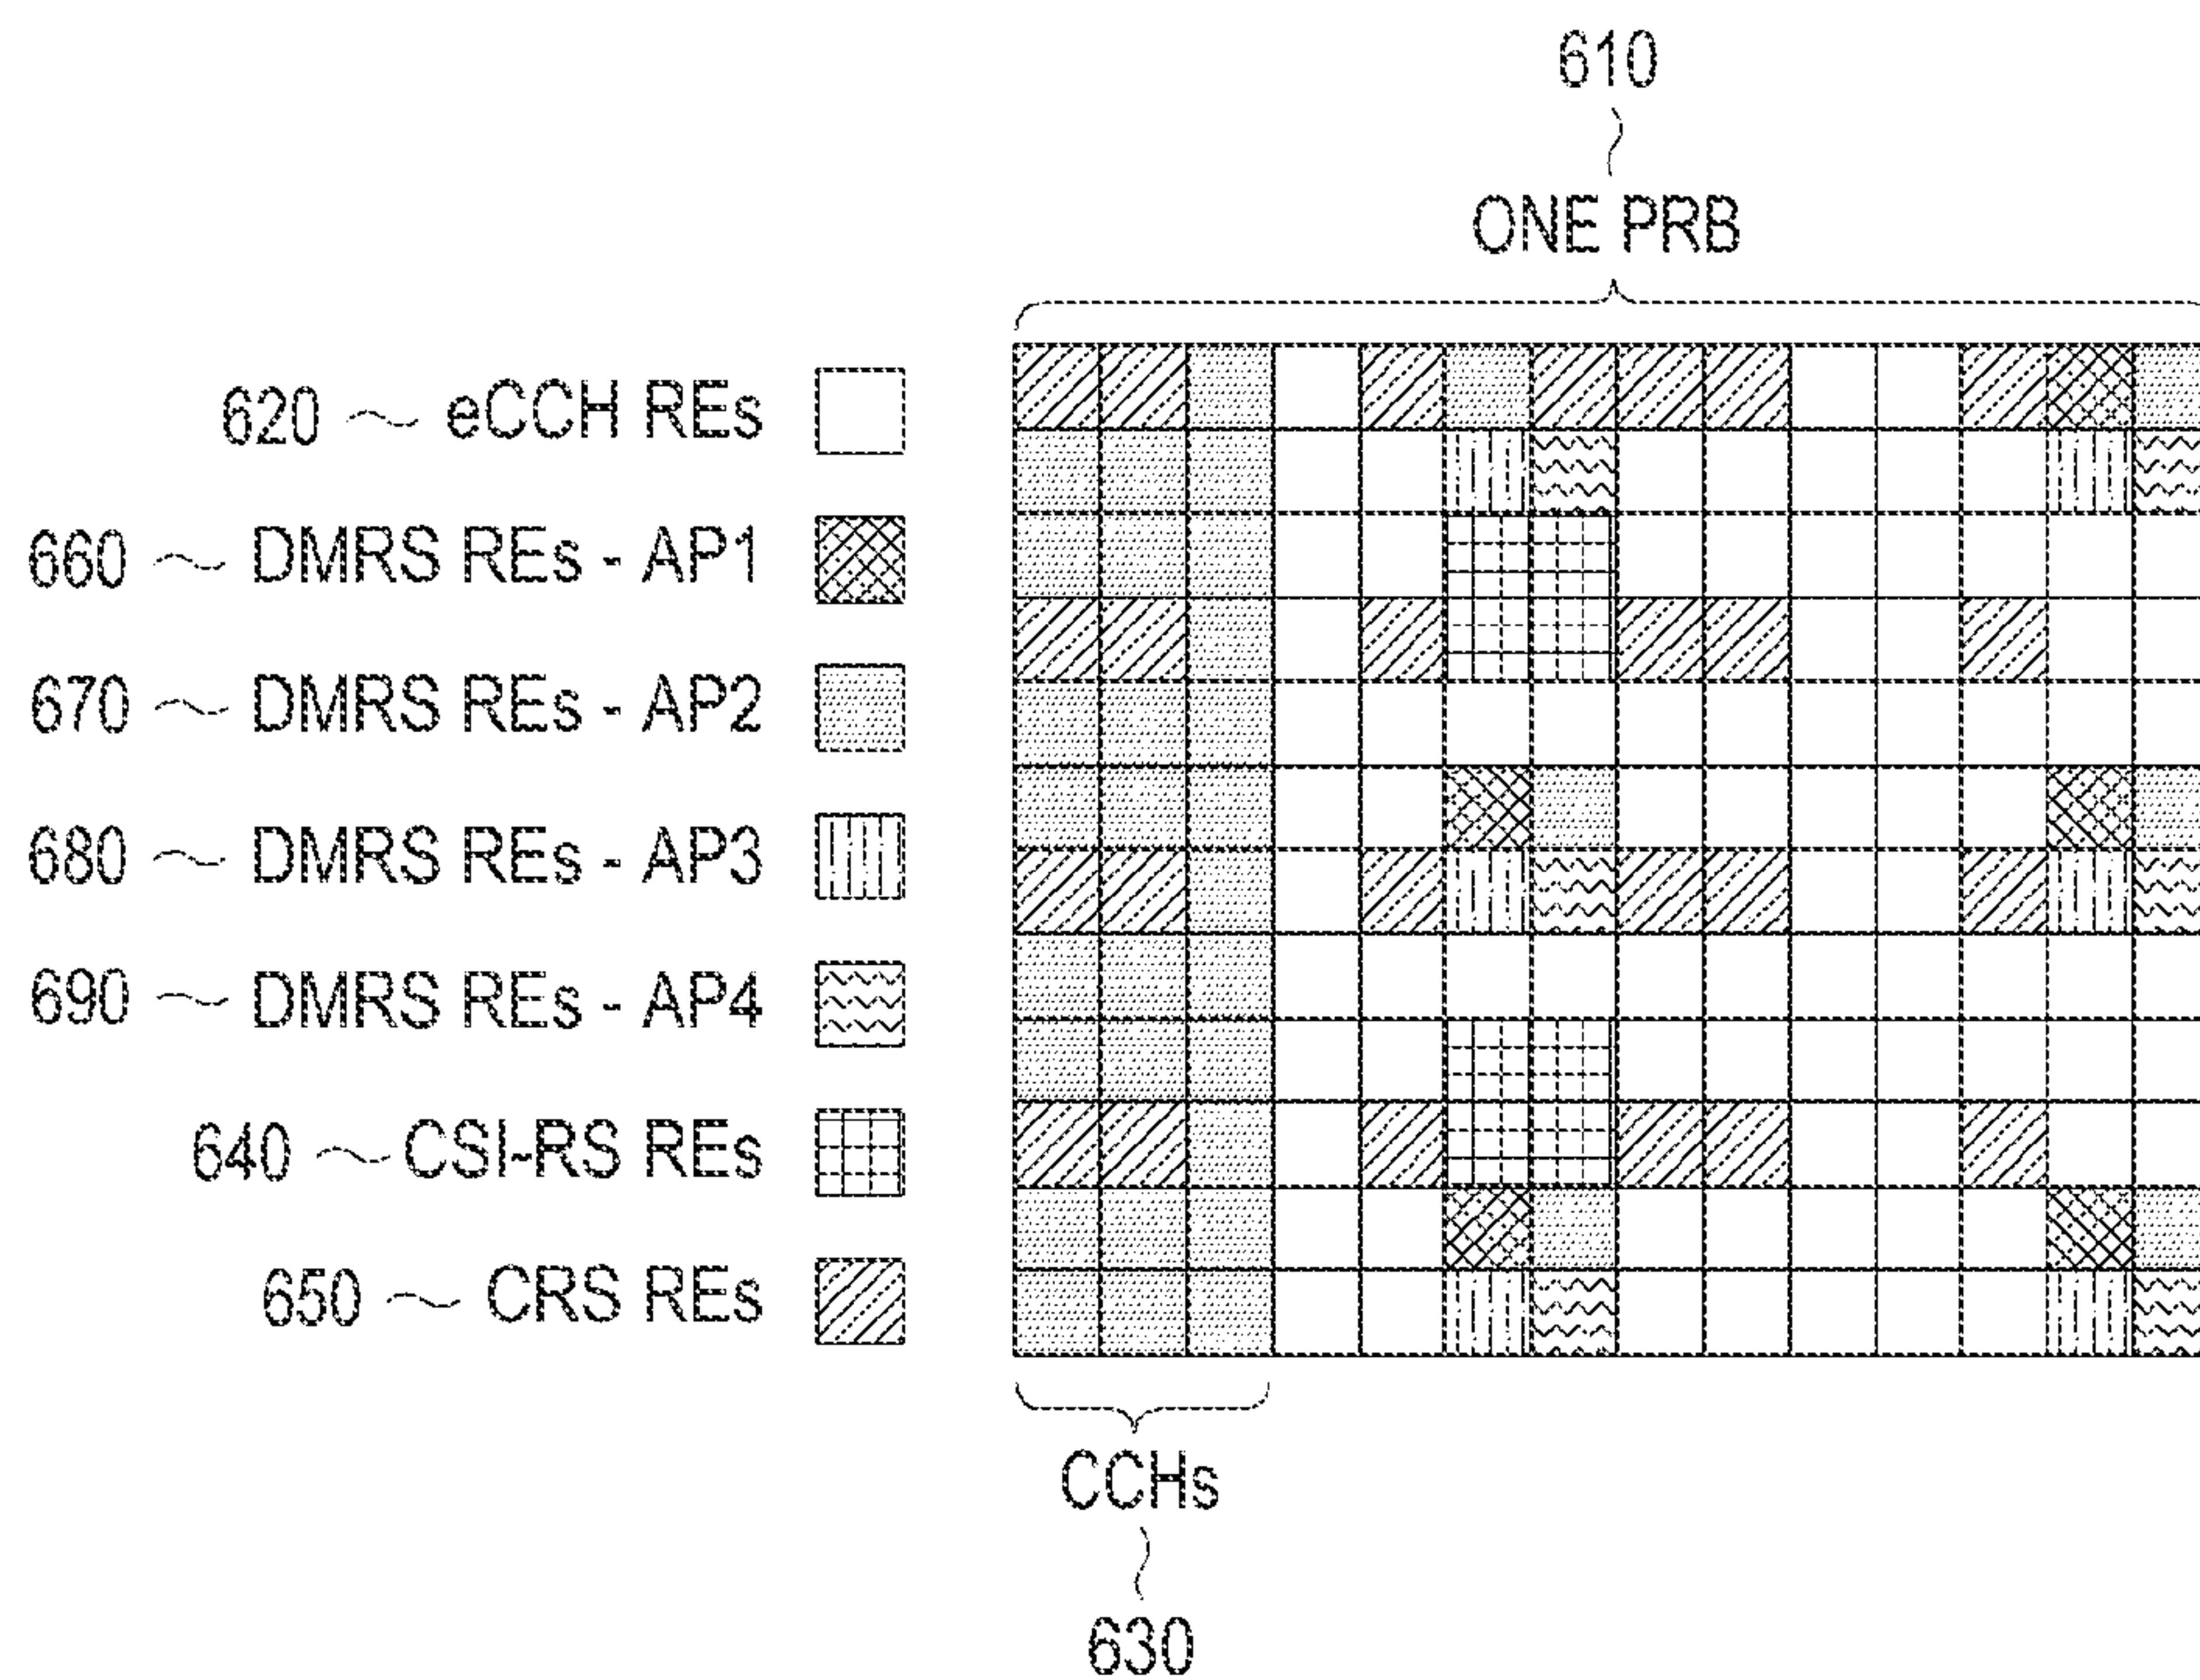 610
ONE PRB
620 ~ eCCH REs
660 ~ DMRS REs - AP1
670 ~ DMRS REs - AP2
680 ~ DMRS REs - AP3
690 ~ DMRS REs - AP4
640 ~ CSI-RS REs
650 ~ CRS REs
CCHs
630